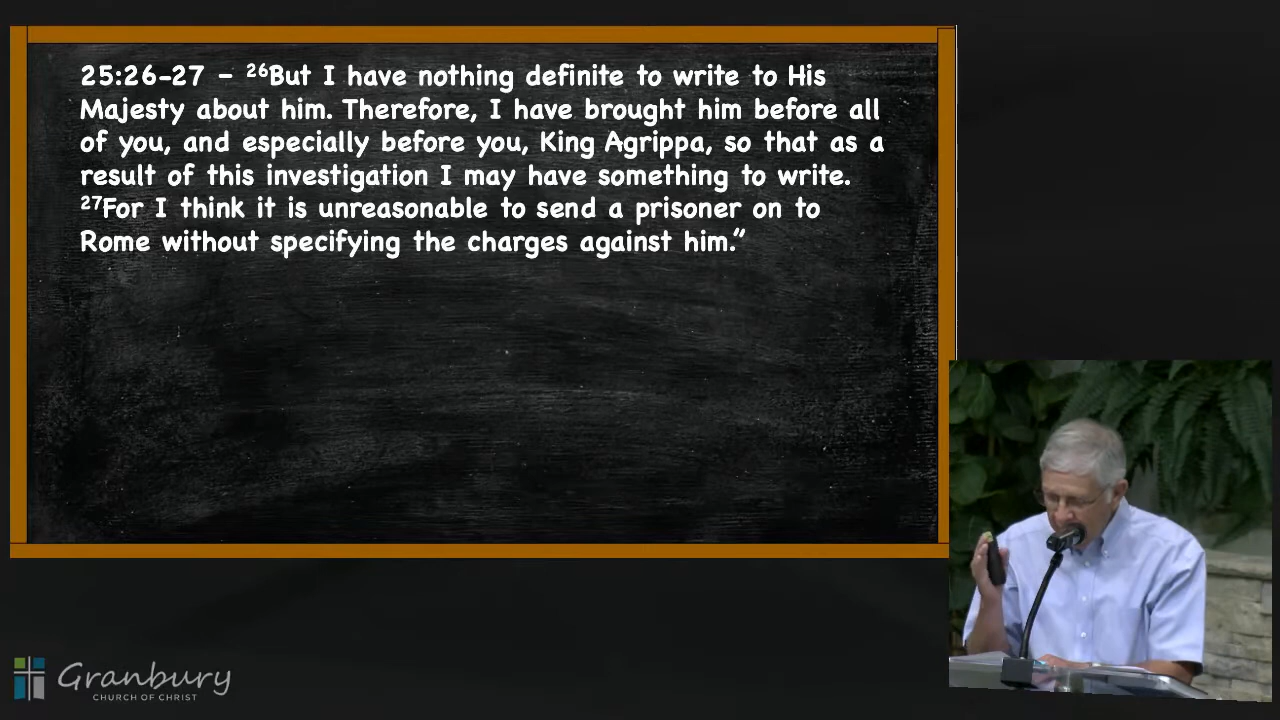 25:26-27 – ²⁶But I have nothing definite to write to His
Majesty about him. Therefore, I have brought him before all
of you, and especially before you, King Agrippa, so that as a
result of this investigation I may have something to write.
²⁷For I think it is unreasonable to send a prisoner on to
Rome without specifying the charges against him.”
Granbury
CHURCH OF CHRIST